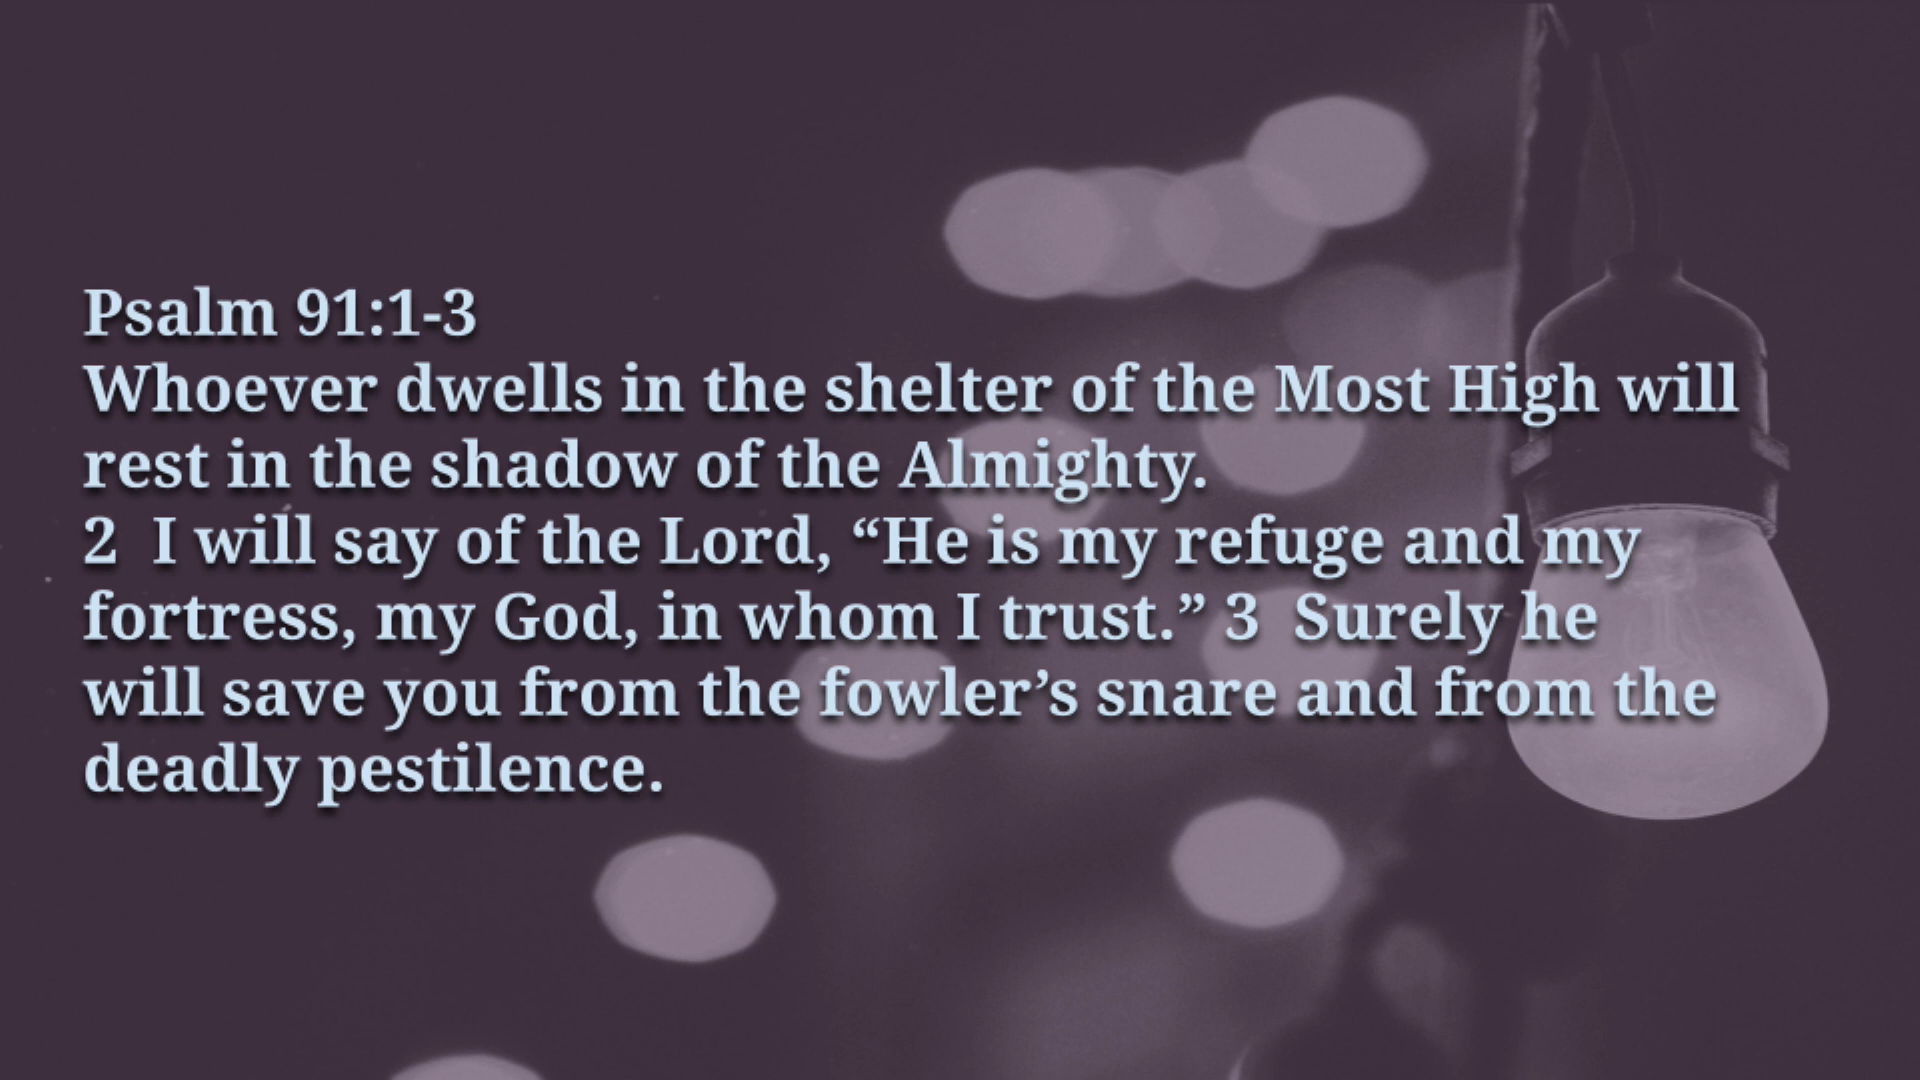 Psalm 91:1-3
Whoever dwells in the shelter of the Most High will
rest in the shadow of the Almighty.
2  I will say of the Lord, “He is my refuge and my
fortress, my God, in whom I trust.” 3  Surely he
will save you from the fowler’s snare and from the
deadly pestilence.